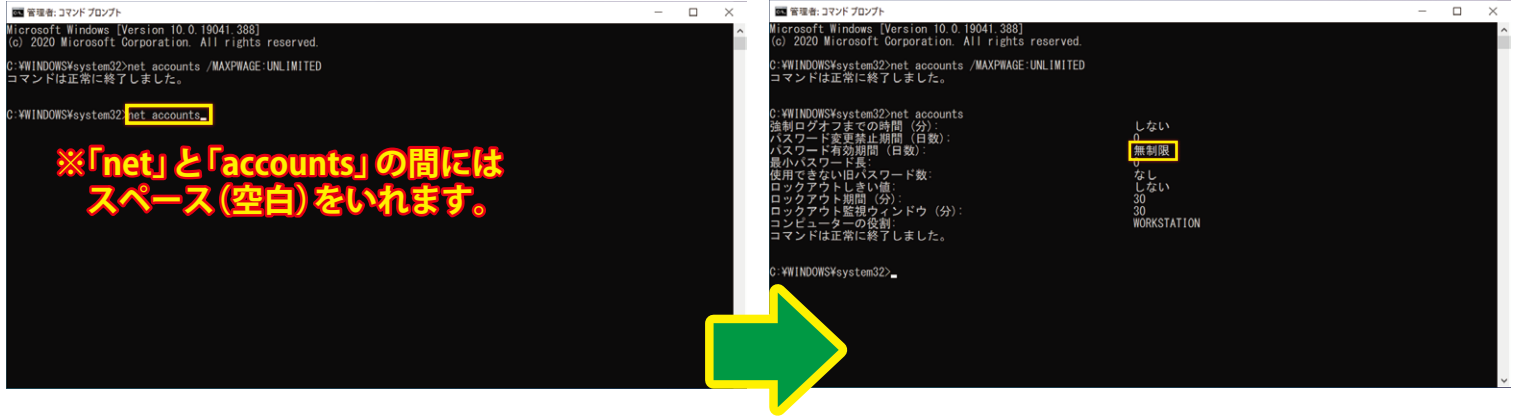 管理者: コマンド プロンプト
Microsoft Windows [Version 10.0.19041.388]
(c) 2020 Microsoft Corporation. All rights reserved.
C:¥WINDOWS¥system32>net accounts /MAXPWAGE:UNLIMITED
コマンドは正常に終了しました。
C:¥WINDOWS¥system32>net accounts
※「net」と「accounts」の間には
スペース(空白)をいれます。
管理者: コマンド プロンプト
Microsoft Windows [Version 10.0.19041.388]
(c) 2020 Microsoft Corporation. All rights reserved.
C:¥WINDOWS¥system32>net accounts /MAXPWAGE:UNLIMITED
コマンドは正常に終了しました。
C:¥WINDOWS¥system32>net accounts
強制ログオフまでの時間 (分): しない
パスワード変更禁止期間 (日数): 0
パスワード有効期間 (日数): 無制限
最小パスワード長: 0
使用できない旧パスワード数: なし
ロックアウトしきい値: しない
ロックアウト期間 (分): 30
ロックアウト監視ウィンドウ (分): 30
コンピューターの役割: WORKSTATION
コマンドは正常に終了しました。
C:¥WINDOWS¥system32>